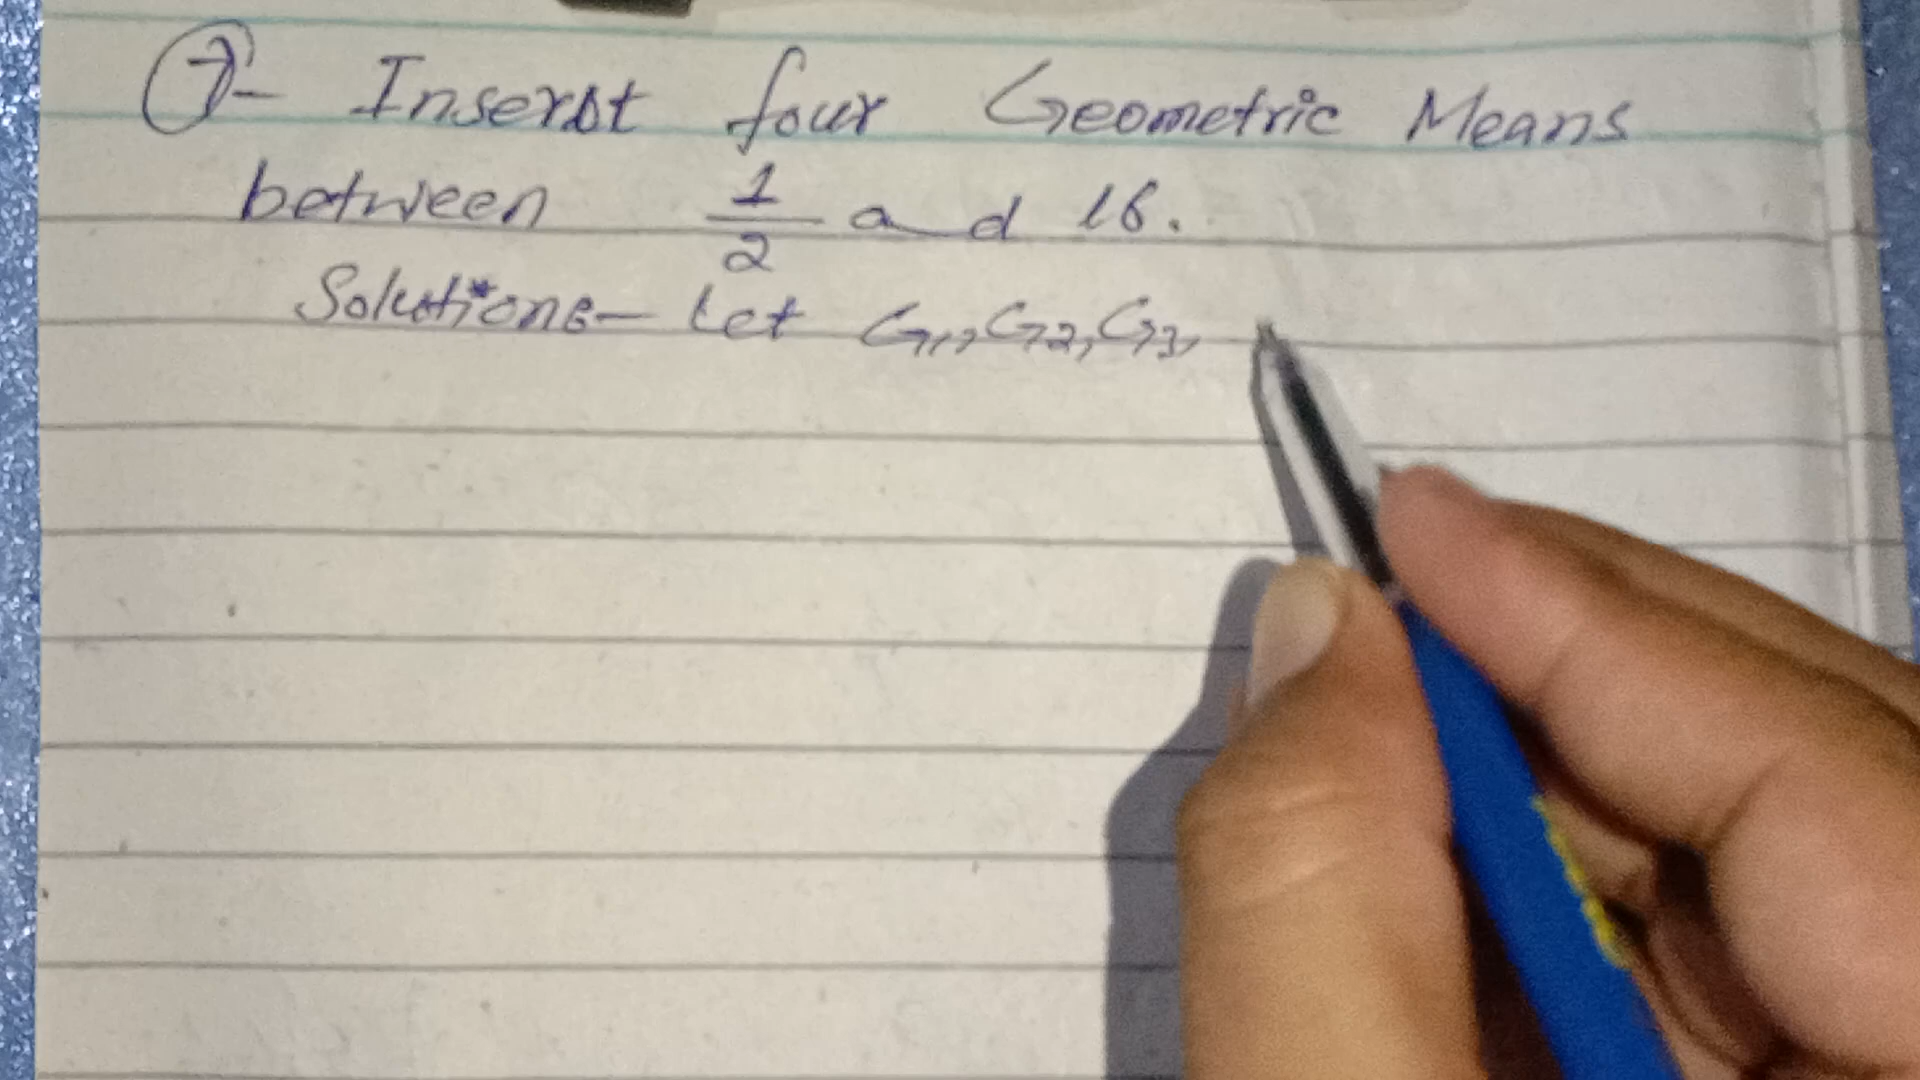 7- Insert four Geometric Means
between 1/2 and 16.
Solution:- Let G1, G2, G3,